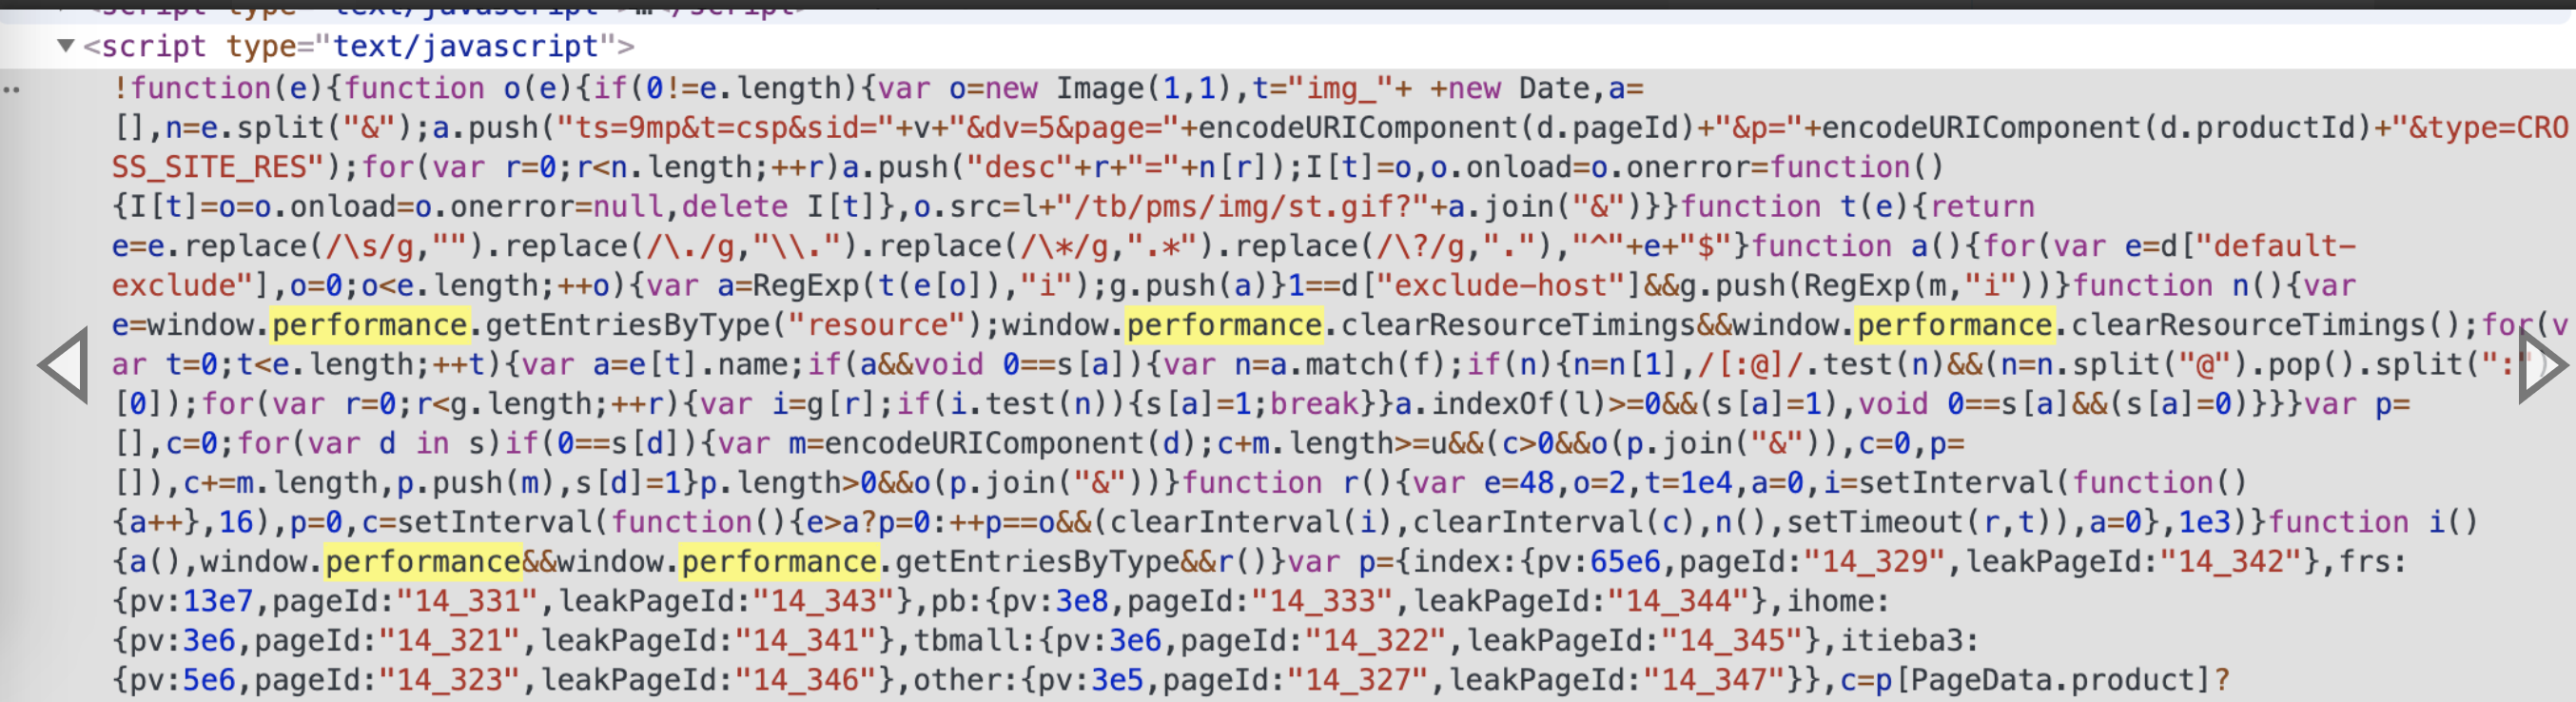 <script type="text/javascript">
!function(e){function o(e){if(0!=e.length){var o=new Image(1,1),t="img_"+ +new Date,a=
[],n=e.split("&");a.push("ts=9mp&t=csp&sid="+v+"&dv=5&page="+encodeURIComponent(d.pageId)+"&p="+encodeURIComponent(d.productId)+"&type=CRO
SS_SITE_RES");for(var r=0;r<n.length;++r)a.push("desc"+r+"="+n[r]);I[t]=o,o.onload=o.onerror=function()
{I[t]=o=o.onload=o.onerror=null,delete I[t]},o.src=l+"/tb/pms/img/st.gif?"+a.join("&")}}function t(e){return
e=e.replace(/\s/g,"").replace(/\./g,"\\.").replace(/\*/g,".*").replace(/\?/g,"."),"^"+e+"$"}function a(){for(var e=d["default-
exclude"],o=0;o<e.length;++o){var a=RegExp(t(e[o]),"i");g.push(a)}1==d["exclude-host"]&&g.push(RegExp(m,"i"))}function n(){var
e=window.performance.getEntriesByType("resource");window.performance.clearResourceTimings&&window.performance.clearResourceTimings();for(v
ar t=0;t<e.length;++t){var a=e[t].name;if(a&&void 0==s[a]){var n=a.match(f);if(n){n=n[1],/[:@]/.test(n)&&(n=n.split("@").pop().split(":")
[0]);for(var r=0;r<g.length;++r){var i=g[r];if(i.test(n)){s[a]=1;break}}a.indexOf(l)>=0&&(s[a]=1),void 0==s[a]&&(s[a]=0)}}}var p=
[],c=0;for(var d in s)if(0==s[d]){var m=encodeURIComponent(d);c+m.length>=u&&(c>0&&o(p.join("&")),c=0,p=
[]),c+=m.length,p.push(m),s[d]=1}p.length>0&&o(p.join("&"))}function r(){var e=48,o=2,t=1e4,a=0,i=setInterval(function()
{a++},16),p=0,c=setInterval(function(){e>a?p=0:++p==o&&(clearInterval(i),clearInterval(c),n(),setTimeout(r,t)),a=0},1e3)}function i()
{a(),window.performance&&window.performance.getEntriesByType&&r()}var p={index:{pv:65e6,pageId:"14_329",leakPageId:"14_342"},frs:
{pv:13e7,pageId:"14_331",leakPageId:"14_343"},pb:{pv:3e8,pageId:"14_333",leakPageId:"14_344"},ihome:
{pv:3e6,pageId:"14_321",leakPageId:"14_341"},tbmall:{pv:3e6,pageId:"14_322",leakPageId:"14_345"},itieba3:
{pv:5e6,pageId:"14_323",leakPageId:"14_346"},other:{pv:3e5,pageId:"14_327",leakPageId:"14_347"}},c=p[PageData.product]?